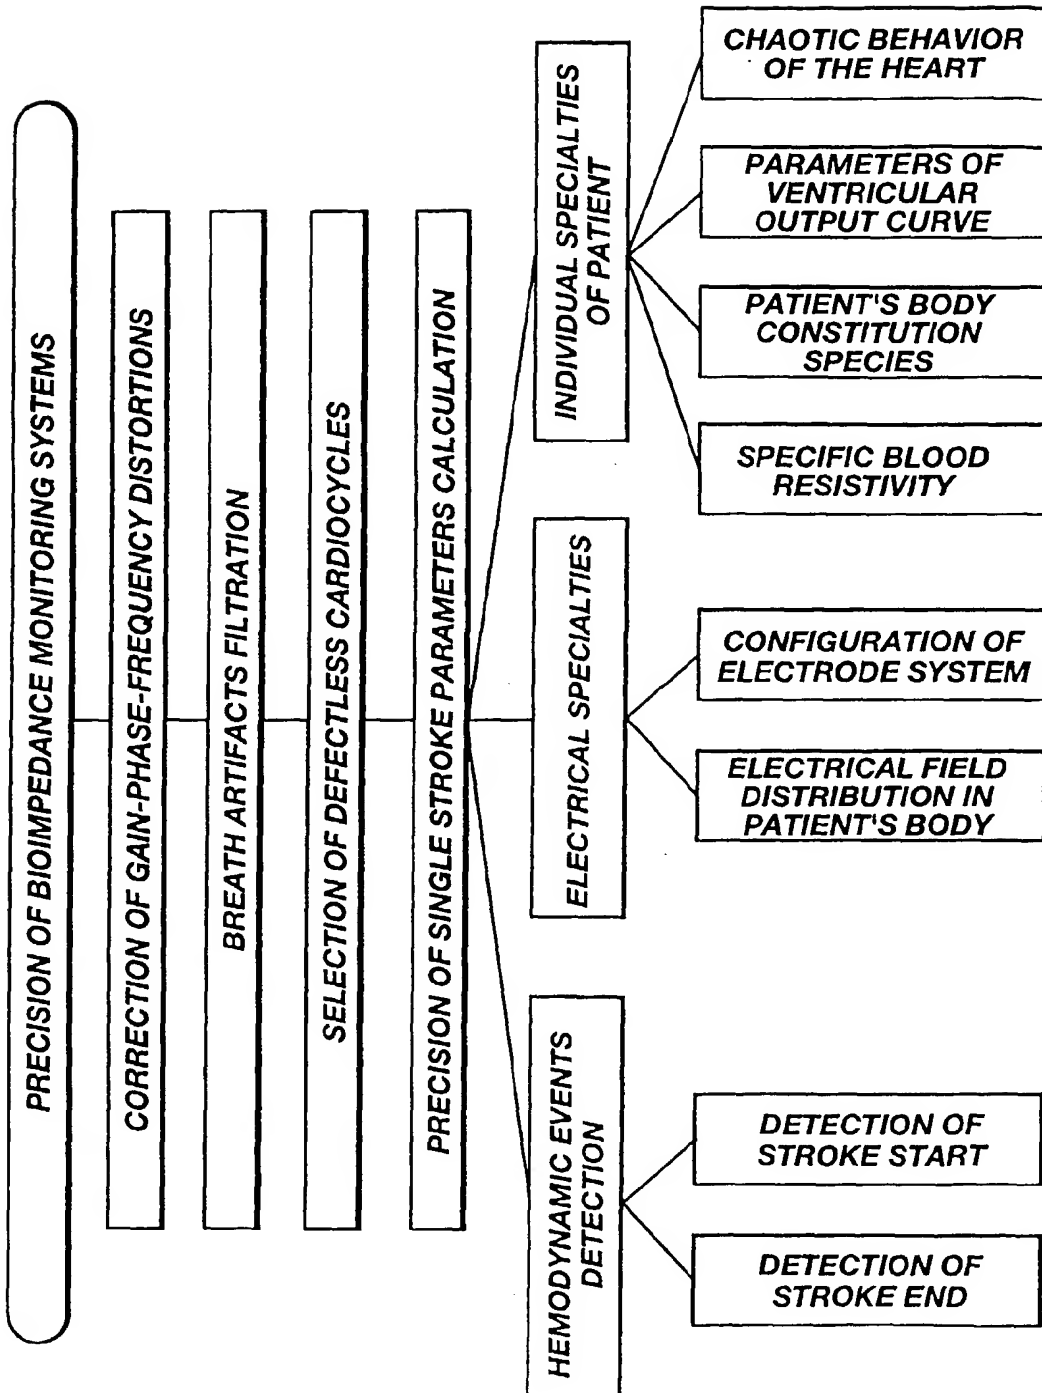 PRECISION OF BIOIMPEDANCE MONITORING SYSTEMS
CORRECTION OF GAIN-PHASE-FREQUENCY DISTORTIONS
BREATH ARTIFACTS FILTRATION
SELECTION OF DEFECTLESS CARDIOCYCLES
PRECISION OF SINGLE STROKE PARAMETERS CALCULATION
INDIVIDUAL SPECIALTIES
OF PATIENT
CHAOTIC BEHAVIOR
OF THE HEART
PARAMETERS OF
VENTRICULAR
OUTPUT CURVE
PATIENT'S BODY
CONSTITUTION
SPECIES
SPECIFIC BLOOD
RESISTIVITY
ELECTRICAL SPECIALTIES
CONFIGURATION OF
ELECTRODE SYSTEM
ELECTRICAL FIELD
DISTRIBUTION IN
PATIENT'S BODY
HEMODYNAMIC EVENTS
DETECTION
DETECTION OF
STROKE START
DETECTION OF
STROKE END